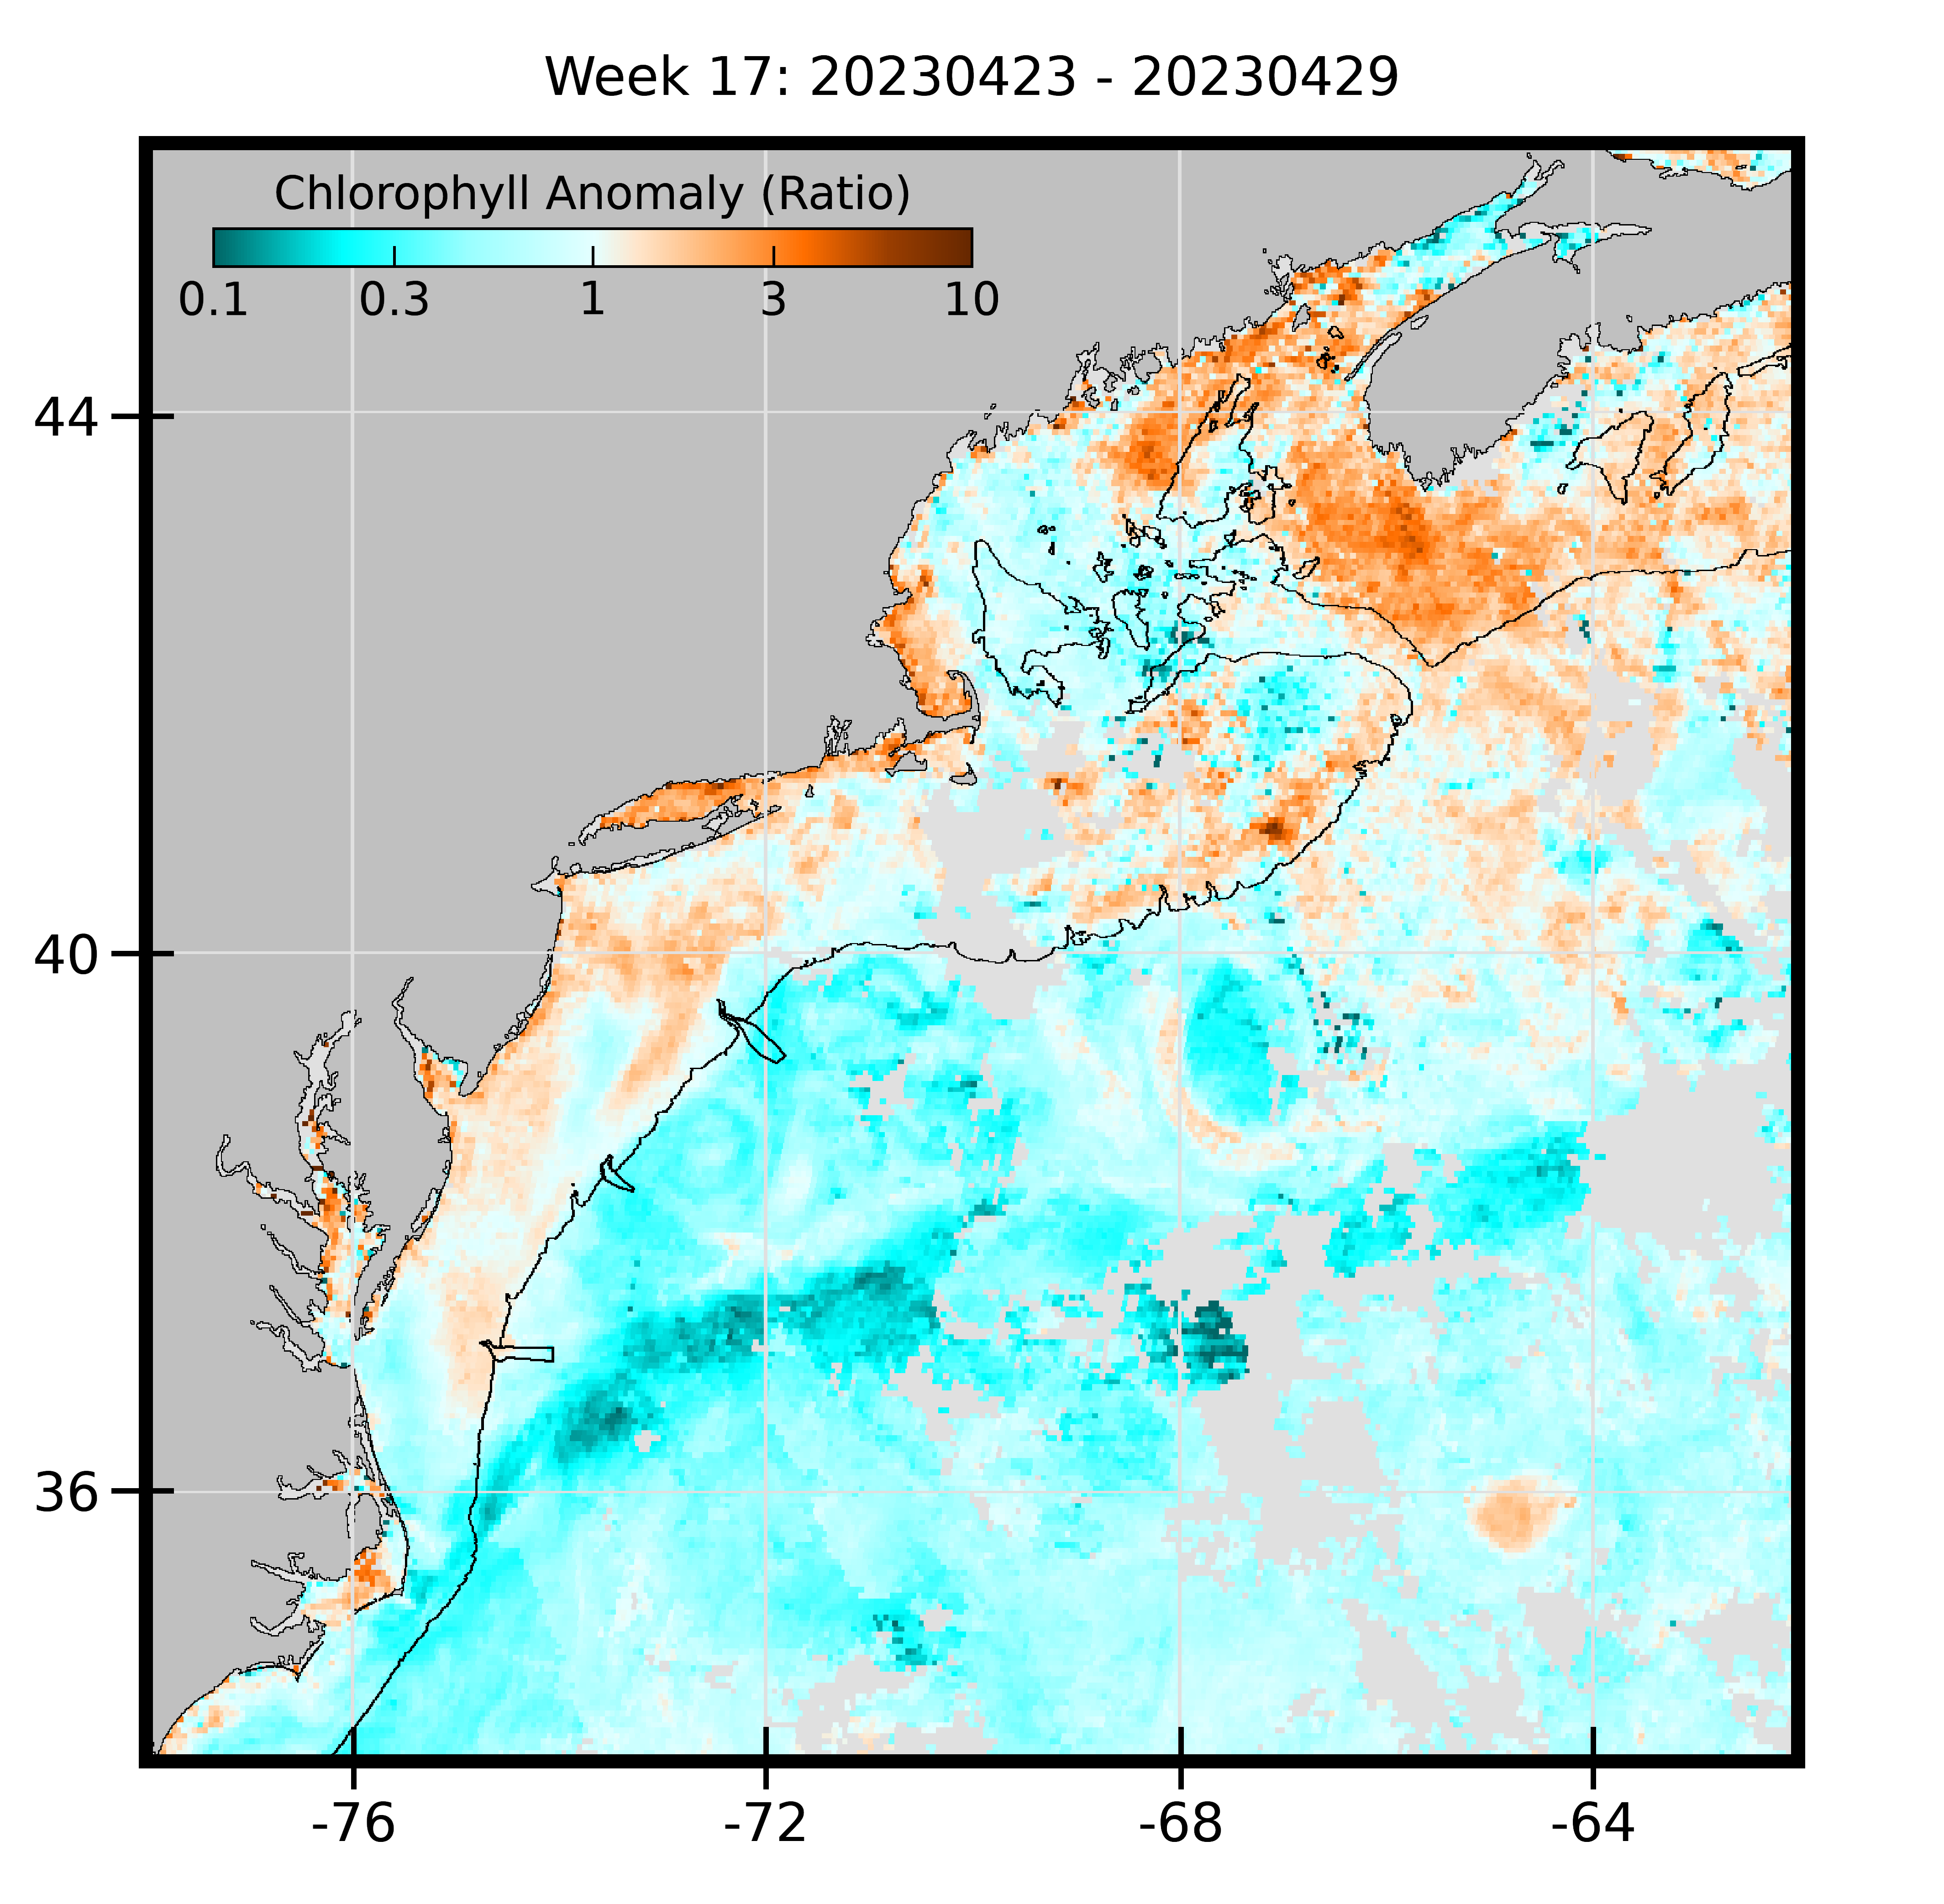 Week 17: 20230423 - 20230429
Chlorophyll Anomaly (Ratio)
0.1 0.3 1 3 10
44
40
36
-76 -72 -68 -64